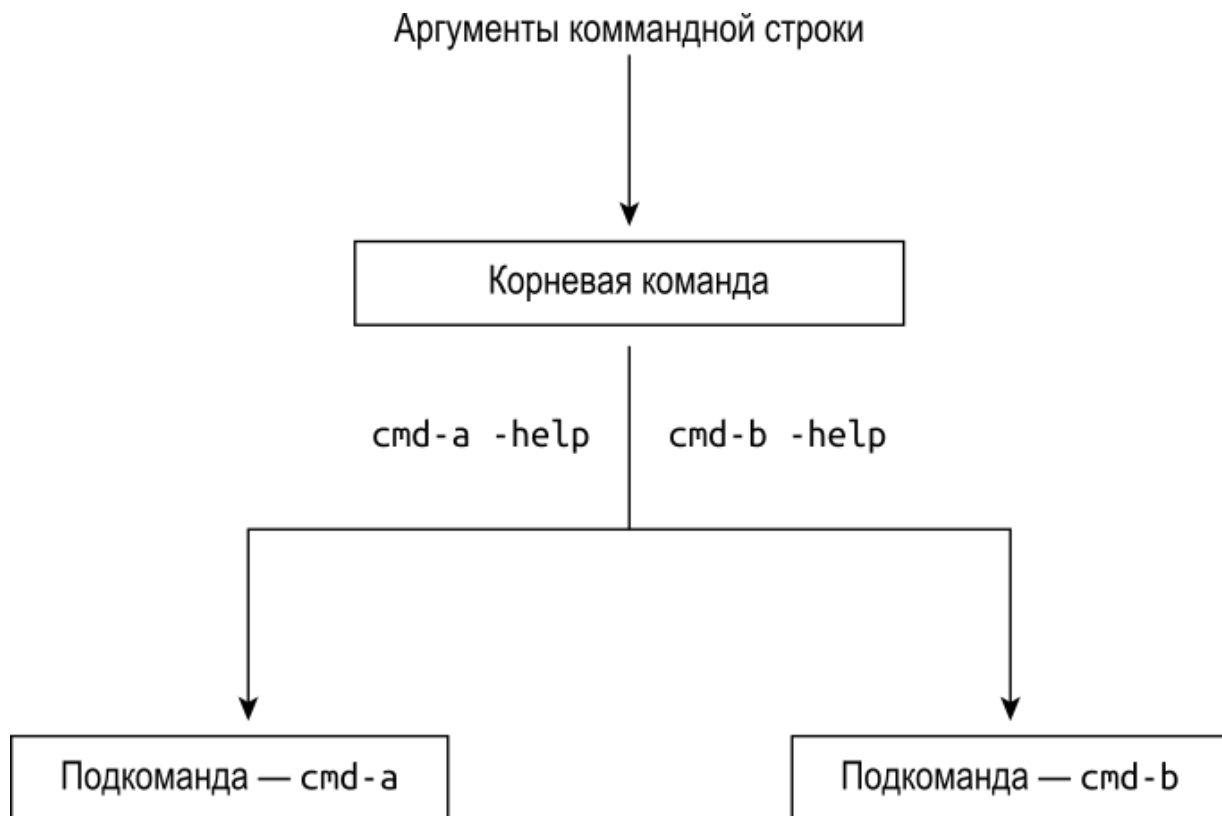 Аргументы коммандной строки
Корневая команда
cmd-a -help
cmd-b -help
Подкоманда — cmd-a
Подкоманда — cmd-b